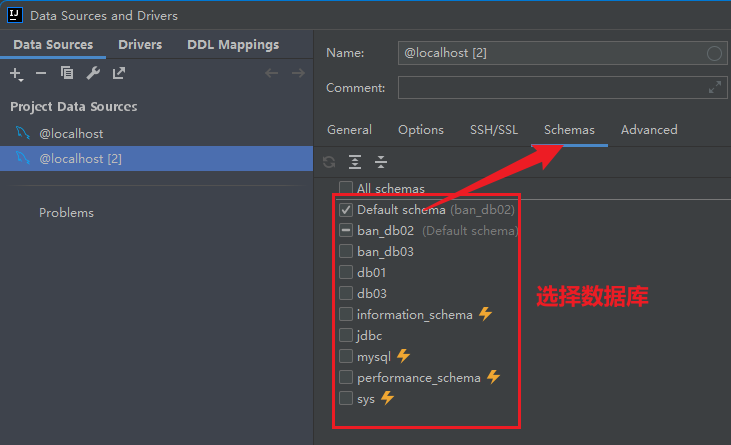 Data Sources and Drivers
Data Sources Drivers DDL Mappings
Project Data Sources
@localhost
@localhost [2]
Problems
Name: @localhost [2]
Comment:
General Options SSH/SSL Schemas Advanced
All schemas
Default schema (ban_db02)
ban_db02 (Default schema)
ban_db03
db01
db03
information_schema
jdbc
mysql
performance_schema
sys
选择数据库